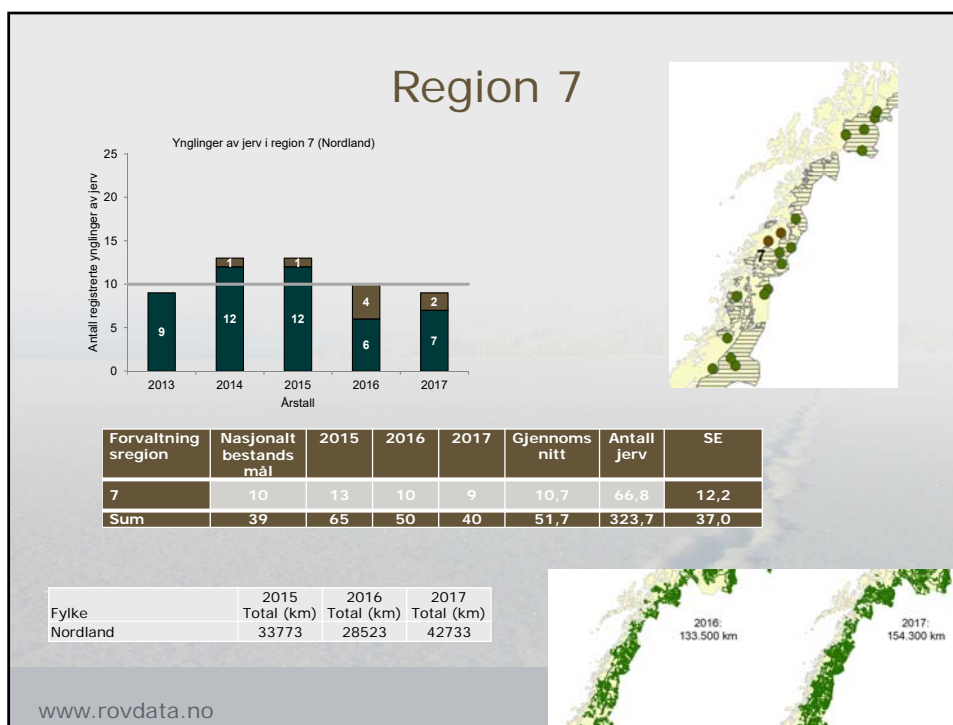 Region 7
Ynglinger av jerv i region 7 (Nordland)
Antall registrerte ynglinger av jerv
25
20
15
10
5
0
9
1
12
1
12
4
6
2
7
2013 2014 2015 2016 2017
Årstall
7
Forvaltning Nasjonalt 2015 2016 2017 Gjennoms Antall SE
sregion bestands nitt jerv
mål
7 10 13 10 9 10,7 66,8 12,2
Sum 39 65 50 40 51,7 323,7 37,0
2015 2016 2017
Fylke Total (km) Total (km) Total (km)
Nordland 33773 28523 42733
2016:
133.500 km
2017:
154.300 km
www.rovdata.no